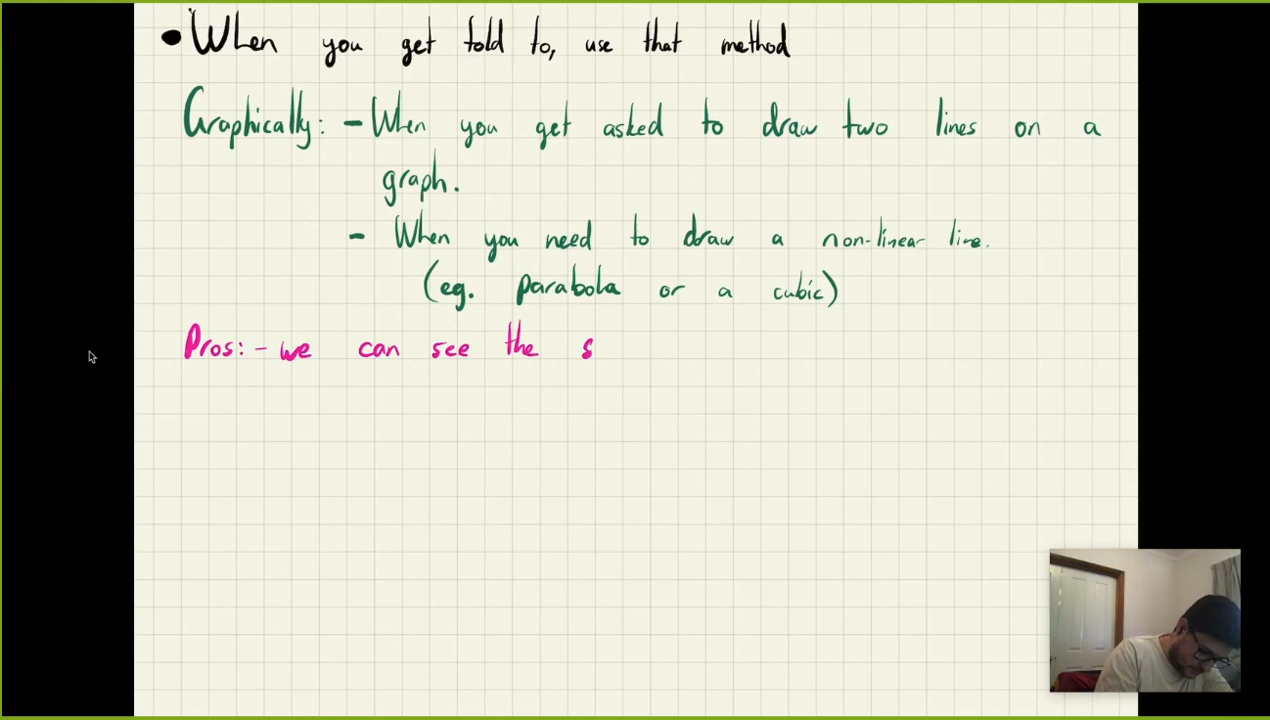 • When you get told to, use that method
Graphically: - When you get asked to draw two lines on a
graph.
- When you need to draw a non-linear line.
(eg. parabola or a cubic)
Pros: - we can see the s